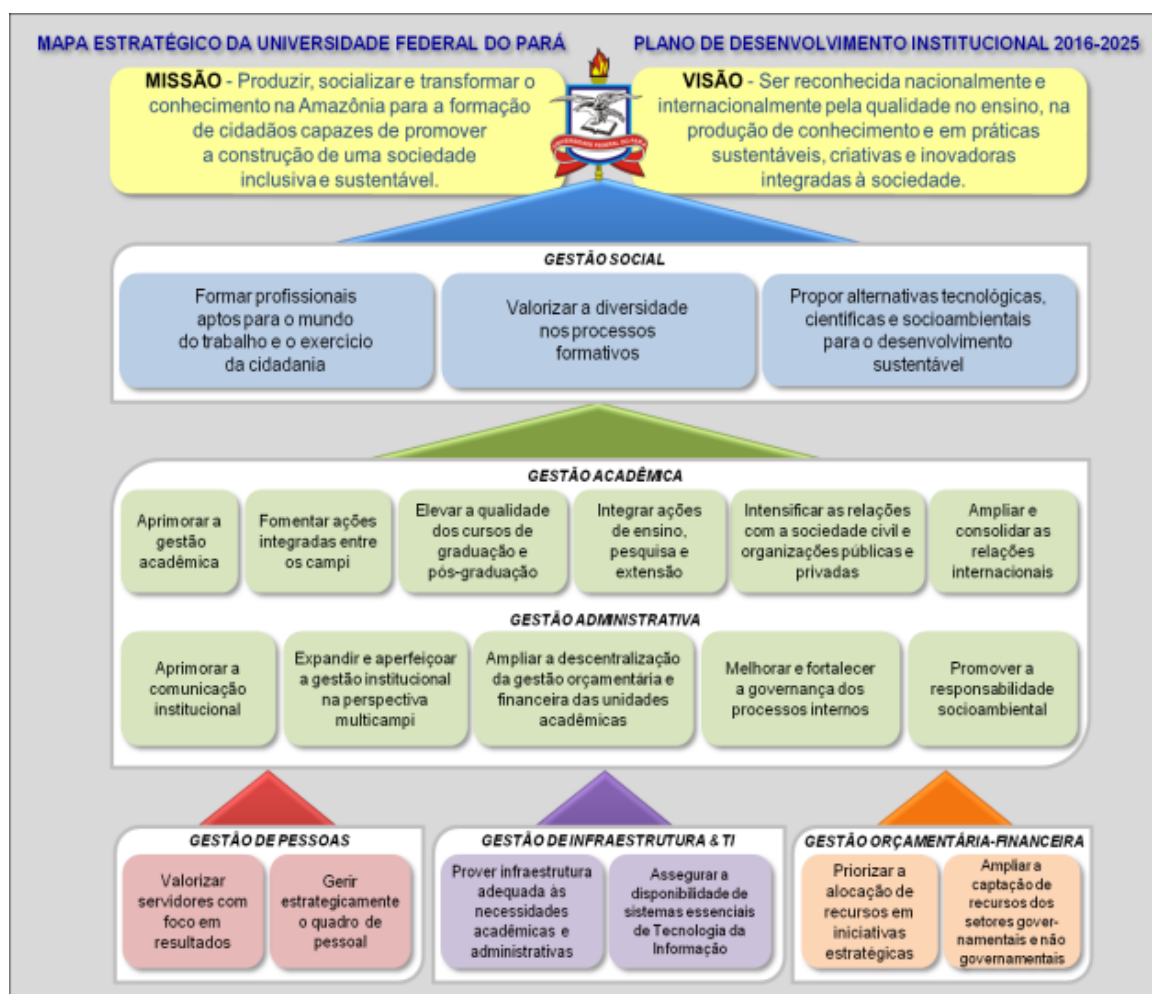 MAPA ESTRATÉGICO DA UNIVERSIDADE FEDERAL DO PARÁ
PLANO DE DESENVOLVIMENTO INSTITUCIONAL 2016-2025
MISSÃO - Produzir, socializar e transformar o
conhecimento na Amazônia para a formação
de cidadãos capazes de promover
a construção de uma sociedade
inclusiva e sustentável.
UNIVERSIDADE FEDERAL DO PARÁ
VISÃO - Ser reconhecida nacionalmente e
internacionalmente pela qualidade no ensino, na
produção de conhecimento e em práticas
sustentáveis, criativas e inovadoras
integradas à sociedade.
GESTÃO SOCIAL
Formar profissionais
aptos para o mundo
do trabalho e o exercício
da cidadania
Valorizar a diversidade
nos processos
formativos
Propor alternativas tecnológicas,
científicas e socioambientais
para o desenvolvimento
sustentável
GESTÃO ACADÊMICA
Aprimorar a
gestão
acadêmica
Fomentar ações
integradas entre
os campi
Elevar a qualidade
dos cursos de
graduação e
pós-graduação
Integrar ações
de ensino,
pesquisa e
extensão
Intensificar as relações
com a sociedade civil e
organizações públicas e
privadas
Ampliar e
consolidar as
relações
internacionais
GESTÃO ADMINISTRATIVA
Aprimorar a
comunicação
institucional
Expandir e aperfeiçoar
a gestão institucional
na perspectiva
multicampi
Ampliar a descentralização
da gestão orçamentária e
financeira das unidades
acadêmicas
Melhorar e fortalecer
a governança dos
processos internos
Promover a
responsabilidade
socioambiental
GESTÃO DE PESSOAS
Valorizar
servidores com
foco em
resultados
Gerir
estrategicamente
o quadro de
pessoal
GESTÃO DE INFRAESTRUTURA & TI
Prover infraestrutura
adequada às
necessidades
acadêmicas e
administrativas
Assegurar a
disponibilidade de
sistemas essenciais
de Tecnologia da
Informação
GESTÃO ORÇAMENTÁRIA-FINANCEIRA
Priorizar a
alocação de
recursos em
iniciativas
estratégicas
Ampliar a
captação de
recursos dos
setores gover-
namentais e não
governamentais